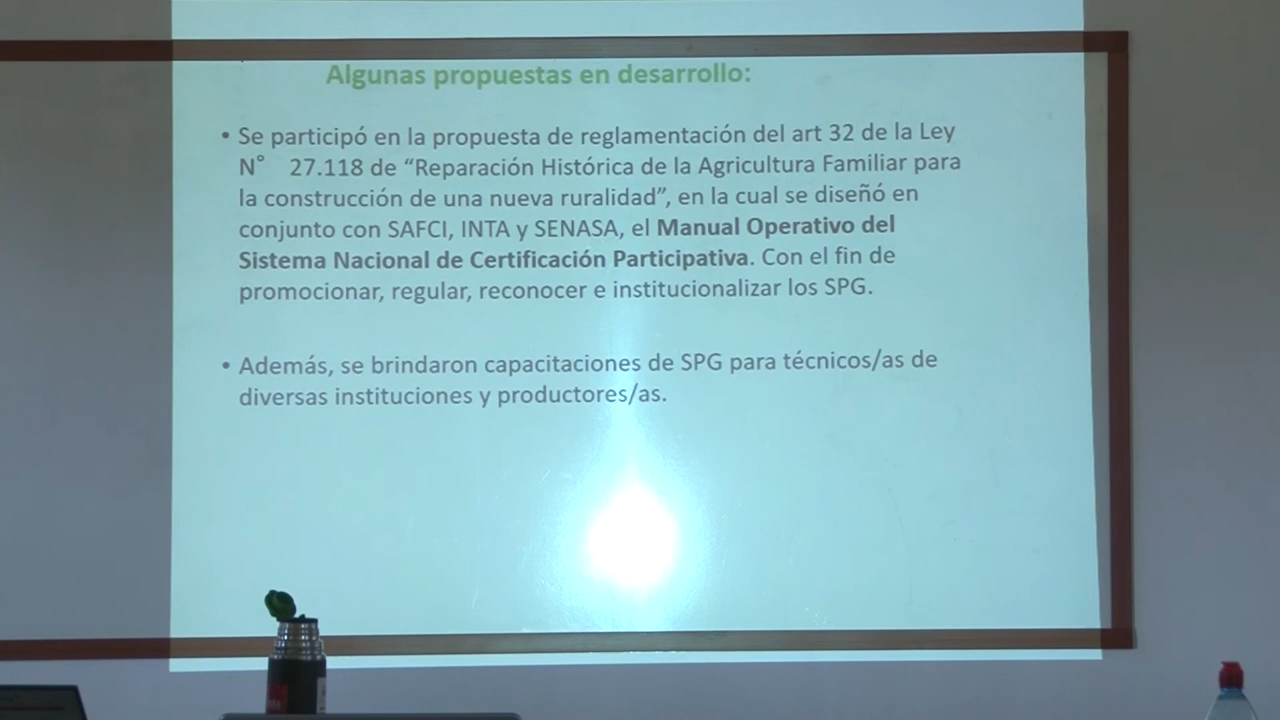 Algunas propuestas en desarrollo:
• Se participó en la propuesta de reglamentación del art 32 de la Ley
N° 27.118 de “Reparación Histórica de la Agricultura Familiar para
la construcción de una nueva ruralidad”, en la cual se diseñó en
conjunto con SAFCI, INTA y SENASA, el Manual Operativo del
Sistema Nacional de Certificación Participativa. Con el fin de
promocionar, regular, reconocer e institucionalizar los SPG.
• Además, se brindaron capacitaciones de SPG para técnicos/as de
diversas instituciones y productores/as.